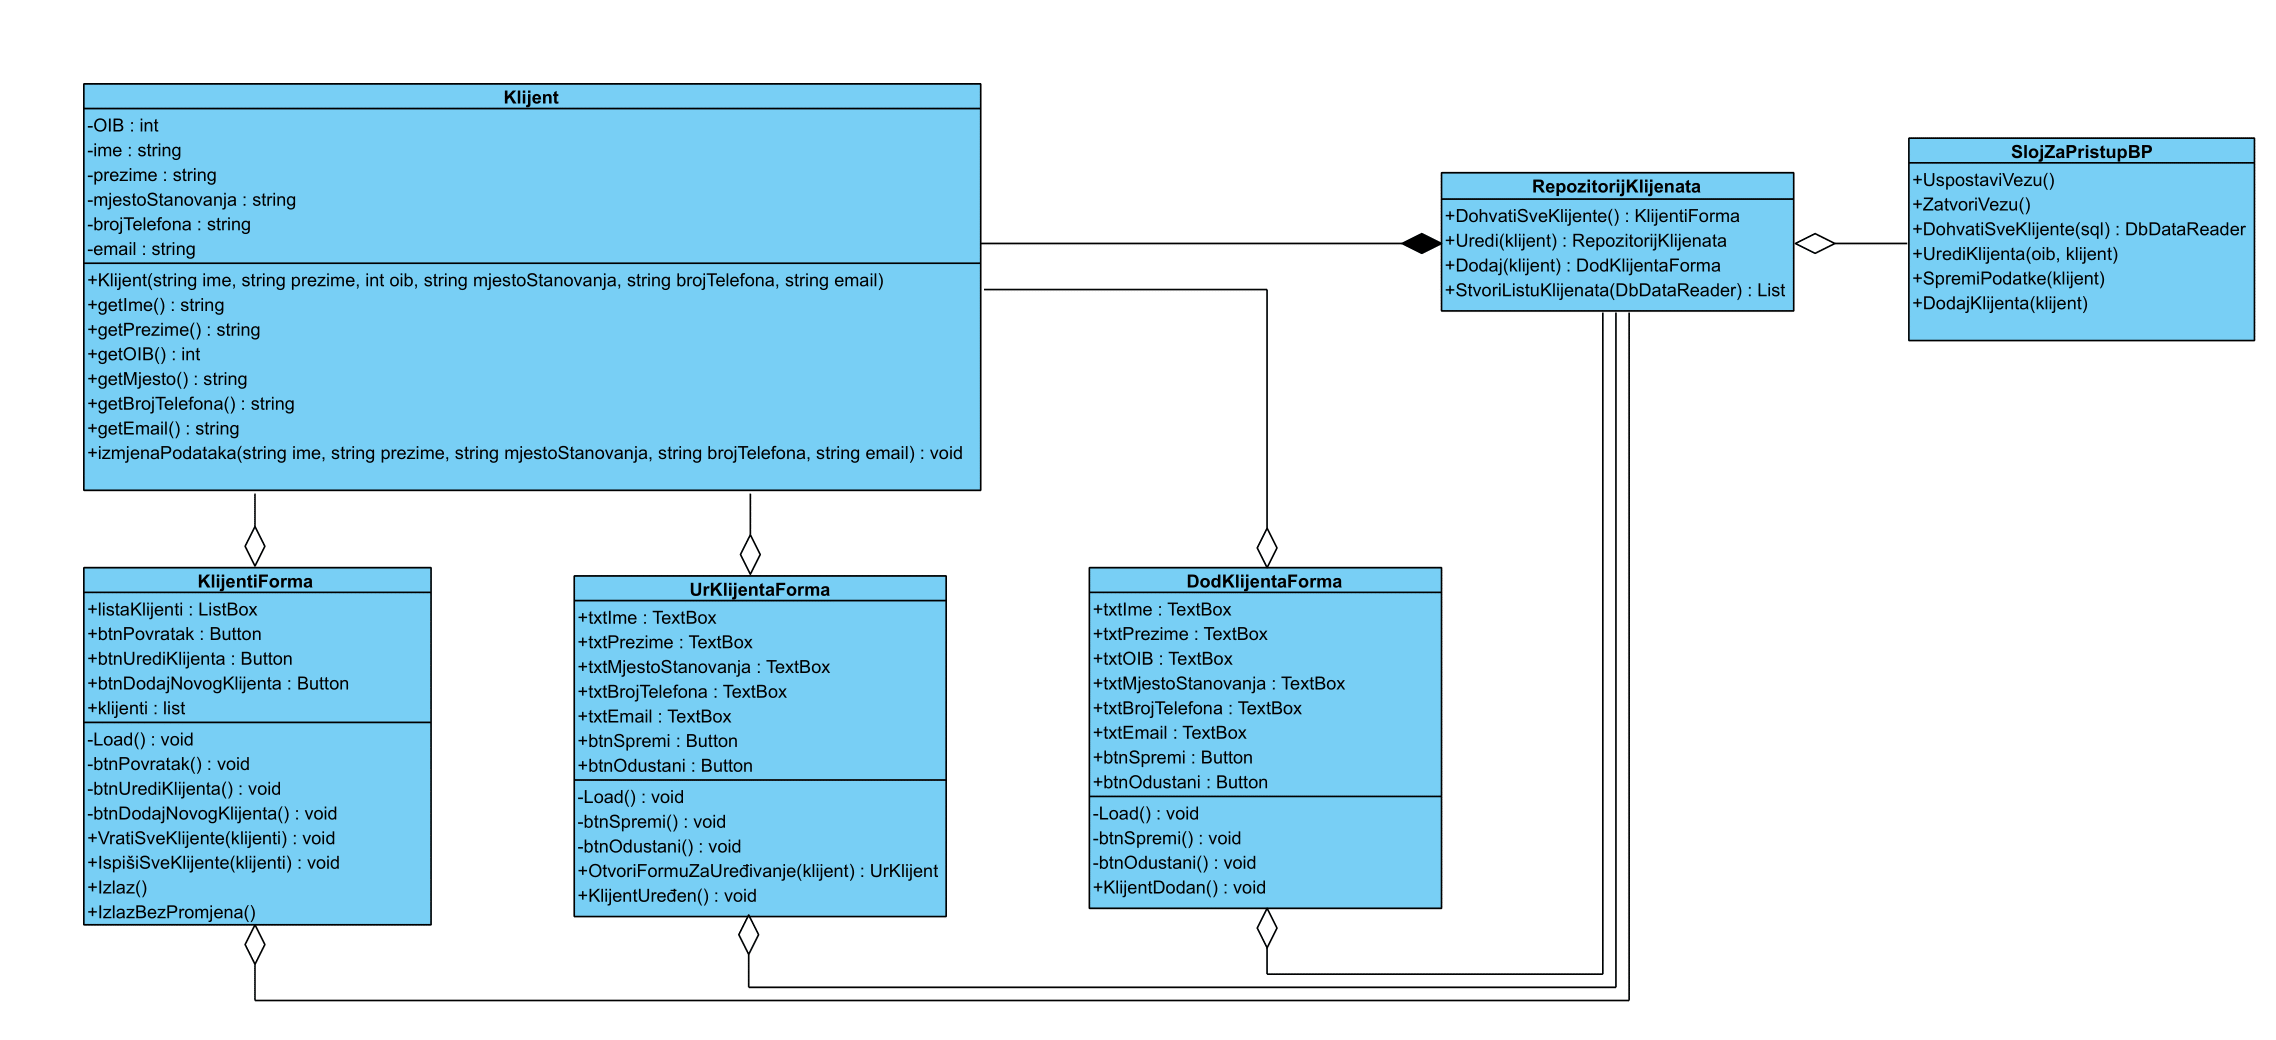 Klijent
-OIB : int
-ime : string
-prezime : string
-mjestoStanovanja : string
-brojTelefona : string
-email : string
+Klijent(string ime, string prezime, int oib, string mjestoStanovanja, string brojTelefona, string email)
+getIme() : string
+getPrezime() : string
+getOIB() : int
+getMjesto() : string
+getBrojTelefona() : string
+getEmail() : string
+izmjenaPodataka(string ime, string prezime, string mjestoStanovanja, string brojTelefona, string email) : void
RepozitorijKlijenata
+DohvatiSveKlijente() : KlijentiForma
+Uredi(klijent) : RepozitorijKlijenata
+Dodaj(klijent) : DodKlijentaForma
+StvoriListuKlijenata(DbDataReader) : List
SlojZaPristupBP
+UspostaviVezu()
+ZatvoriVezu()
+DohvatiSveKlijente(sql) : DbDataReader
+UrediKlijenta(oib, klijent)
+SpremiPodatke(klijent)
+DodajKlijenta(klijent)
KlijentiForma
+listaKlijenti : ListBox
+btnPovratak : Button
+btnUrediKlijenta : Button
+btnDodajNovogKlijenta : Button
+klijenti : list
-Load() : void
-btnPovratak() : void
-btnUrediKlijenta() : void
-btnDodajNovogKlijenta() : void
+VratiSveKlijente(klijenti) : void
+IspišiSveKlijente(klijenti) : void
+Izlaz()
+IzlazBezPromjena()
UrKlijentaForma
+txtIme : TextBox
+txtPrezime : TextBox
+txtMjestoStanovanja : TextBox
+txtBrojTelefona : TextBox
+txtEmail : TextBox
+btnSpremi : Button
+btnOdustani : Button
-Load() : void
-btnSpremi() : void
-btnOdustani() : void
+OtvoriFormuZaUređivanje(klijent) : UrKlijent
+KlijentUređen() : void
DodKlijentaForma
+txtIme : TextBox
+txtPrezime : TextBox
+txtOIB : TextBox
+txtMjestoStanovanja : TextBox
+txtBrojTelefona : TextBox
+txtEmail : TextBox
+btnSpremi : Button
+btnOdustani : Button
-Load() : void
-btnSpremi() : void
-btnOdustani() : void
+KlijentDodan() : void